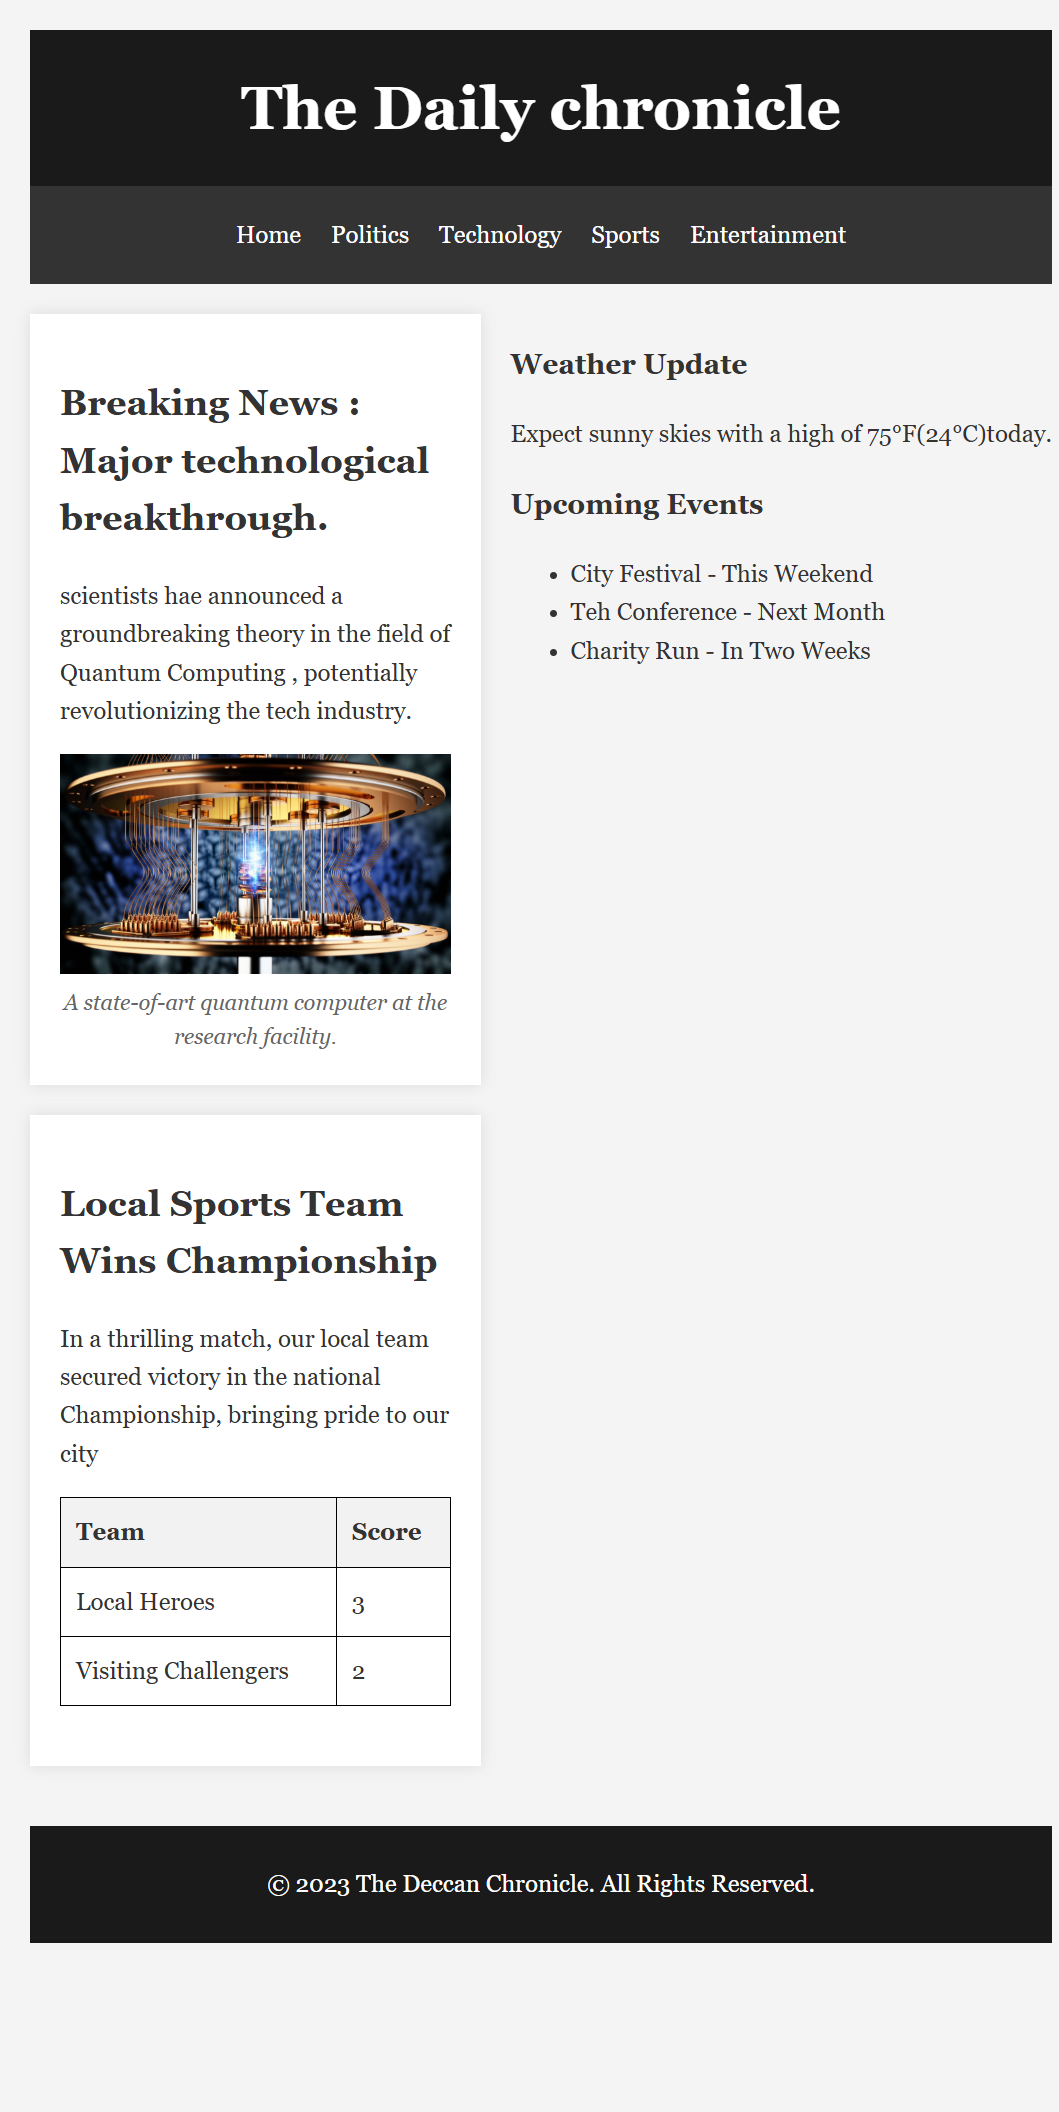 The Daily chronicle
Home Politics Technology Sports Entertainment
Breaking News :
Major technological
breakthrough.
scientists hae announced a
groundbreaking theory in the field of
Quantum Computing , potentially
revolutionizing the tech industry.
A state-of-art quantum computer at the
research facility.
Local Sports Team
Wins Championship
In a thrilling match, our local team
secured victory in the national
Championship, bringing pride to our
city
Team Score
Local Heroes 3
Visiting Challengers 2
Weather Update
Expect sunny skies with a high of 75°F(24°C)today.
Upcoming Events
• City Festival - This Weekend
• Teh Conference - Next Month
• Charity Run - In Two Weeks
© 2023 The Deccan Chronicle. All Rights Reserved.